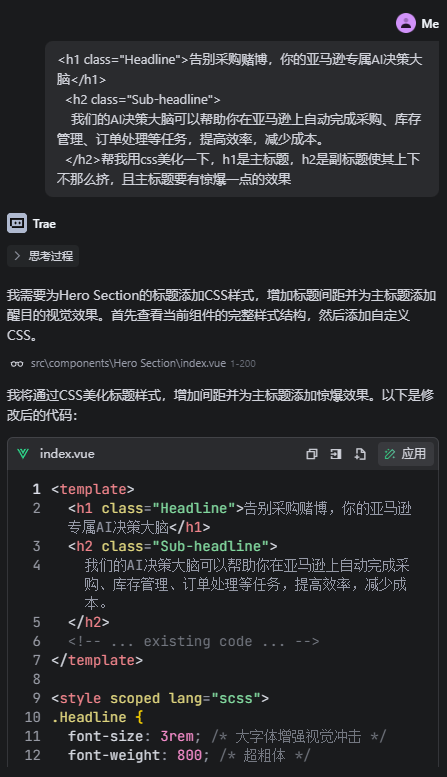 Me
<h1 class="Headline">告别采购赌博，你的亚马逊专属AI决策大
脑</h1>
<h2 class="Sub-headline">
我们的AI决策大脑可以帮助你在亚马逊上自动完成采购、库存
管理、订单处理等任务，提高效率，减少成本。
</h2>帮我用css美化一下，h1是主标题，h2是副标题使其上下
不那么挤，且主标题要有惊爆一点的效果
Trae
思考过程
我需要为Hero Section的标题添加CSS样式，增加标题间距并为主标题添加
醒目的视觉效果。首先查看当前组件的完整样式结构，然后添加自定义
CSS。
src\components\Hero Section\index.vue 1-200
我将通过CSS美化标题样式，增加间距并为主标题添加惊爆效果。以下是修
改后的代码：
index.vue 应用
1 <template>
2 <h1 class="Headline">告别采购赌博，你的亚马逊
专属AI决策大脑</h1>
3 <h2 class="Sub-headline">
4 我们的AI决策大脑可以帮助你在亚马逊上自动完成采
购、库存管理、订单处理等任务，提高效率，减少成
本。
5 </h2>
6 <!-- ... existing code ... -->
7 </template>
8
9 <style scoped lang="scss">
10 .Headline {
11 font-size: 3rem; /* 大字体增强视觉冲击 */
12 font-weight: 800; /* 超粗体 */